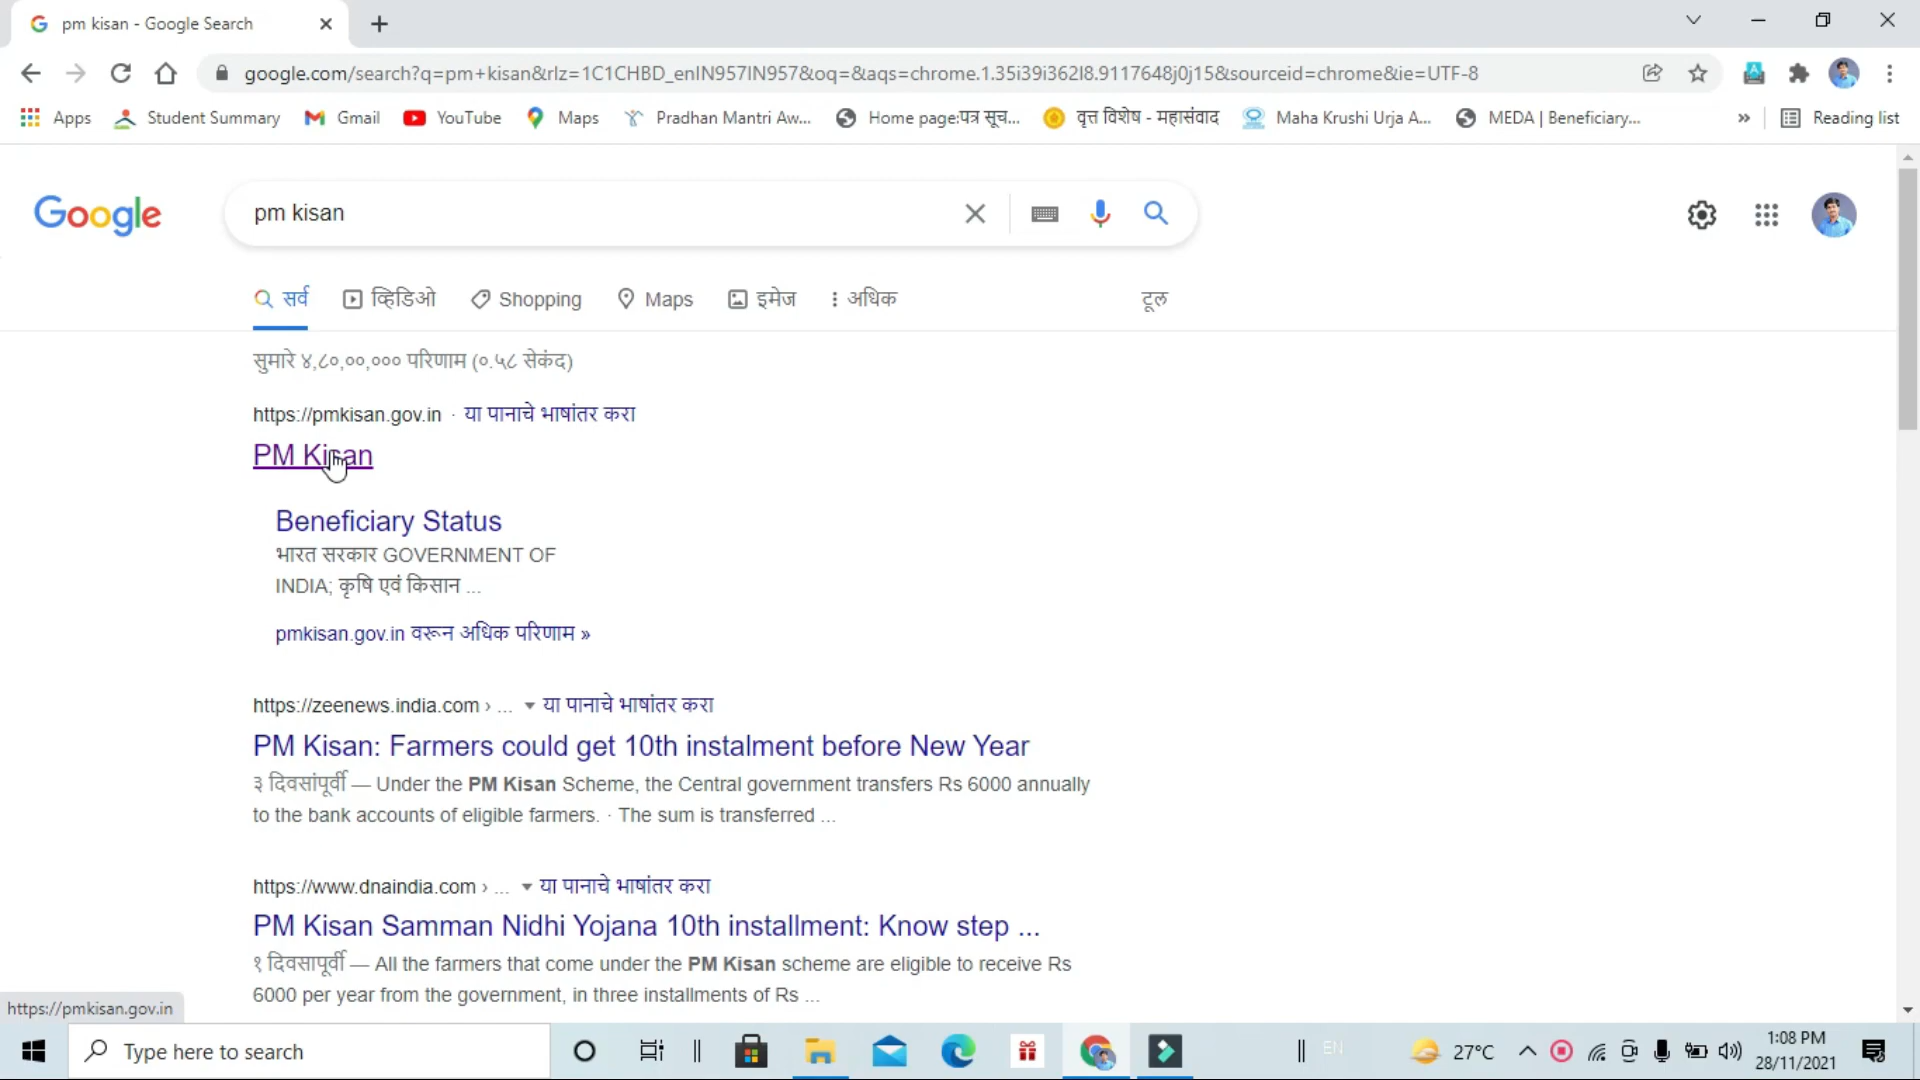 pm kisan - Google Search
google.com/search?q=pm+kisan&rlz=1C1CHBD_enIN957IN957&oq=&aqs=chrome.1.35i39i362l8.9117648j0j15&sourceid=chrome&ie=UTF-8
Apps Student Summary Gmail YouTube Maps Pradhan Mantri Aw... Home page:पत्र सूच... वृत्त विशेष - महासंवाद Maha Krushi Urja A... MEDA | Beneficiary... » Reading list
Google pm kisan
सर्व व्हिडिओ Shopping Maps इमेज अधिक टूल
सुमारे ४,८०,००,००० परिणाम (०.५८ सेकंद)
https://pmkisan.gov.in · या पानाचे भाषांतर करा
PM Kisan
Beneficiary Status
भारत सरकार GOVERNMENT OF
INDIA; कृषि एवं किसान ...
pmkisan.gov.in वरून अधिक परिणाम »
https://zeenews.india.com › ... या पानाचे भाषांतर करा
PM Kisan: Farmers could get 10th instalment before New Year
३ दिवसांपूर्वी — Under the PM Kisan Scheme, the Central government transfers Rs 6000 annually
to the bank accounts of eligible farmers. · The sum is transferred ...
https://www.dnaindia.com › ... या पानाचे भाषांतर करा
PM Kisan Samman Nidhi Yojana 10th installment: Know step ...
१ दिवसापूर्वी — All the farmers that come under the PM Kisan scheme are eligible to receive Rs
6000 per year from the government, in three installments of Rs ...
https://pmkisan.gov.in
Type here to search EN 27°C 1:08 PM
28/11/2021